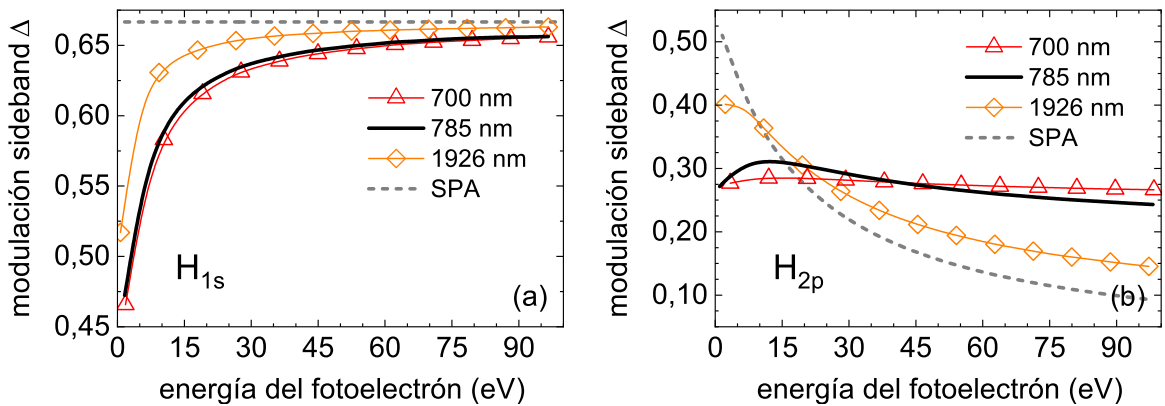 modulación sideband Δ
0,65
0,60
0,55
0,50
0,45
0 15 30 45 60 75 90
energía del fotoelectrón (eV)
700 nm
785 nm
1926 nm
SPA
H1s
(a)
modulación sideband Δ
0,50
0,40
0,30
0,20
0,10
0 15 30 45 60 75 90
energía del fotoelectrón (eV)
700 nm
785 nm
1926 nm
SPA
H2p
(b)